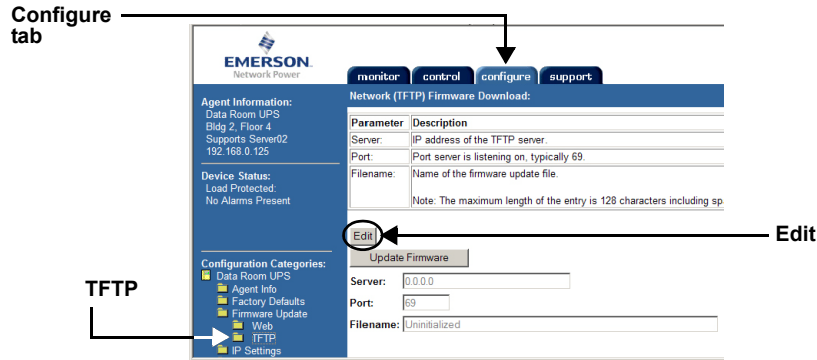 Configure
tab
EMERSON.
Network Power
monitor control configure support
Network (TFTP) Firmware Download:
Agent Information:
Data Room UPS
Bldg 2, Floor 4
Supports Server02
192.168.0.125
Device Status:
Load Protected:
No Alarms Present
Parameter Description
Server: IP address of the TFTP server.
Port: Port server is listening on, typically 69.
Filename: Name of the firmware update file.
Note: The maximum length of the entry is 128 characters including sp
Edit
Edit
Update Firmware
Server: 0.0.0.0
Port: 69
Filename: Uninitialized
Configuration Categories:
Data Room UPS
Agent Info
Factory Defaults
Firmware Update
Web
TFTP
IP Settings
TFTP